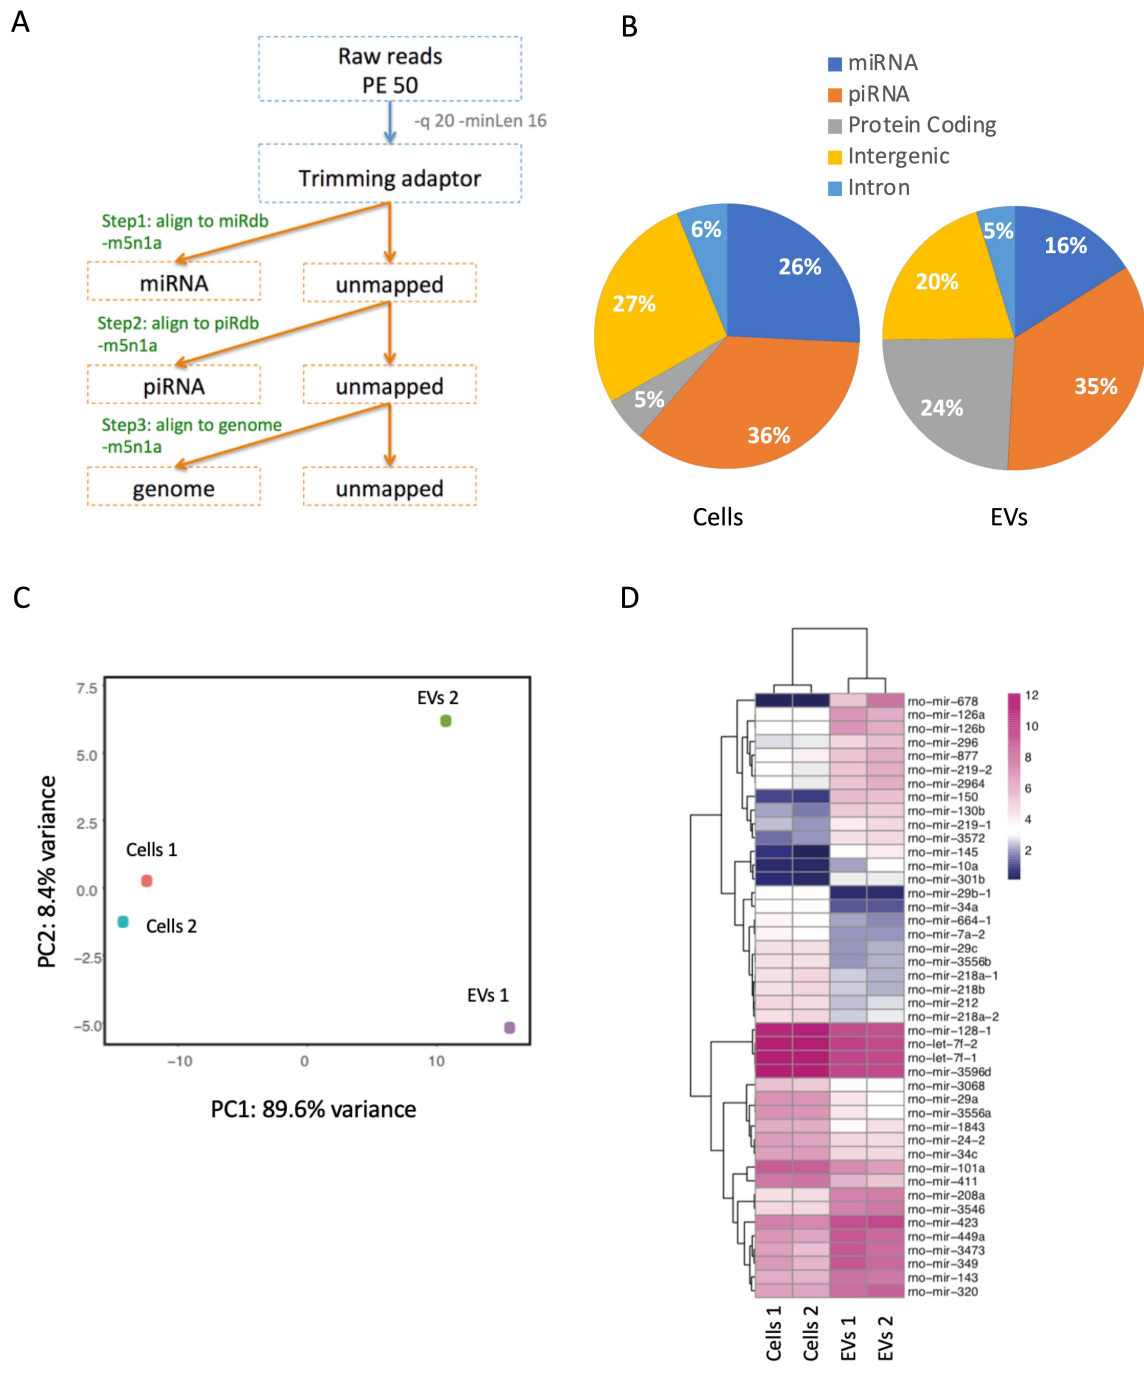 A
Raw reads
PE 50
-q 20 -minLen 16
Trimming adaptor
Step1: align to miRdb
-m5n1a
miRNA
unmapped
Step2: align to piRdb
-m5n1a
piRNA
unmapped
Step3: align to genome
-m5n1a
genome
unmapped
B
miRNA
piRNA
Protein Coding
Intergenic
Intron
6%
26%
27%
5%
36%
Cells
5%
16%
20%
35%
24%
EVs
C
7.5
5.0
2.5
0.0
−2.5
−5.0
PC2: 8.4% variance
EVs 2
Cells 1
Cells 2
EVs 1
−10
0
10
PC1: 89.6% variance
D
rno−mir−678
rno−mir−126a
rno−mir−126b
rno−mir−296
rno−mir−877
rno−mir−219−2
rno−mir−2964
rno−mir−150
rno−mir−130b
rno−mir−219−1
rno−mir−3572
rno−mir−145
rno−mir−10a
rno−mir−301b
rno−mir−29b−1
rno−mir−34a
rno−mir−664−1
rno−mir−7a−2
rno−mir−29c
rno−mir−3556b
rno−mir−218a−1
rno−mir−218b
rno−mir−212
rno−mir−218a−2
rno−mir−128−1
rno−let−7f−2
rno−let−7f−1
rno−mir−3596d
rno−mir−3068
rno−mir−29a
rno−mir−3556a
rno−mir−1843
rno−mir−24−2
rno−mir−34c
rno−mir−101a
rno−mir−411
rno−mir−208a
rno−mir−3546
rno−mir−423
rno−mir−449a
rno−mir−3473
rno−mir−349
rno−mir−143
rno−mir−320
12
10
8
6
4
2
Cells 1
Cells 2
EVs 1
EVs 2